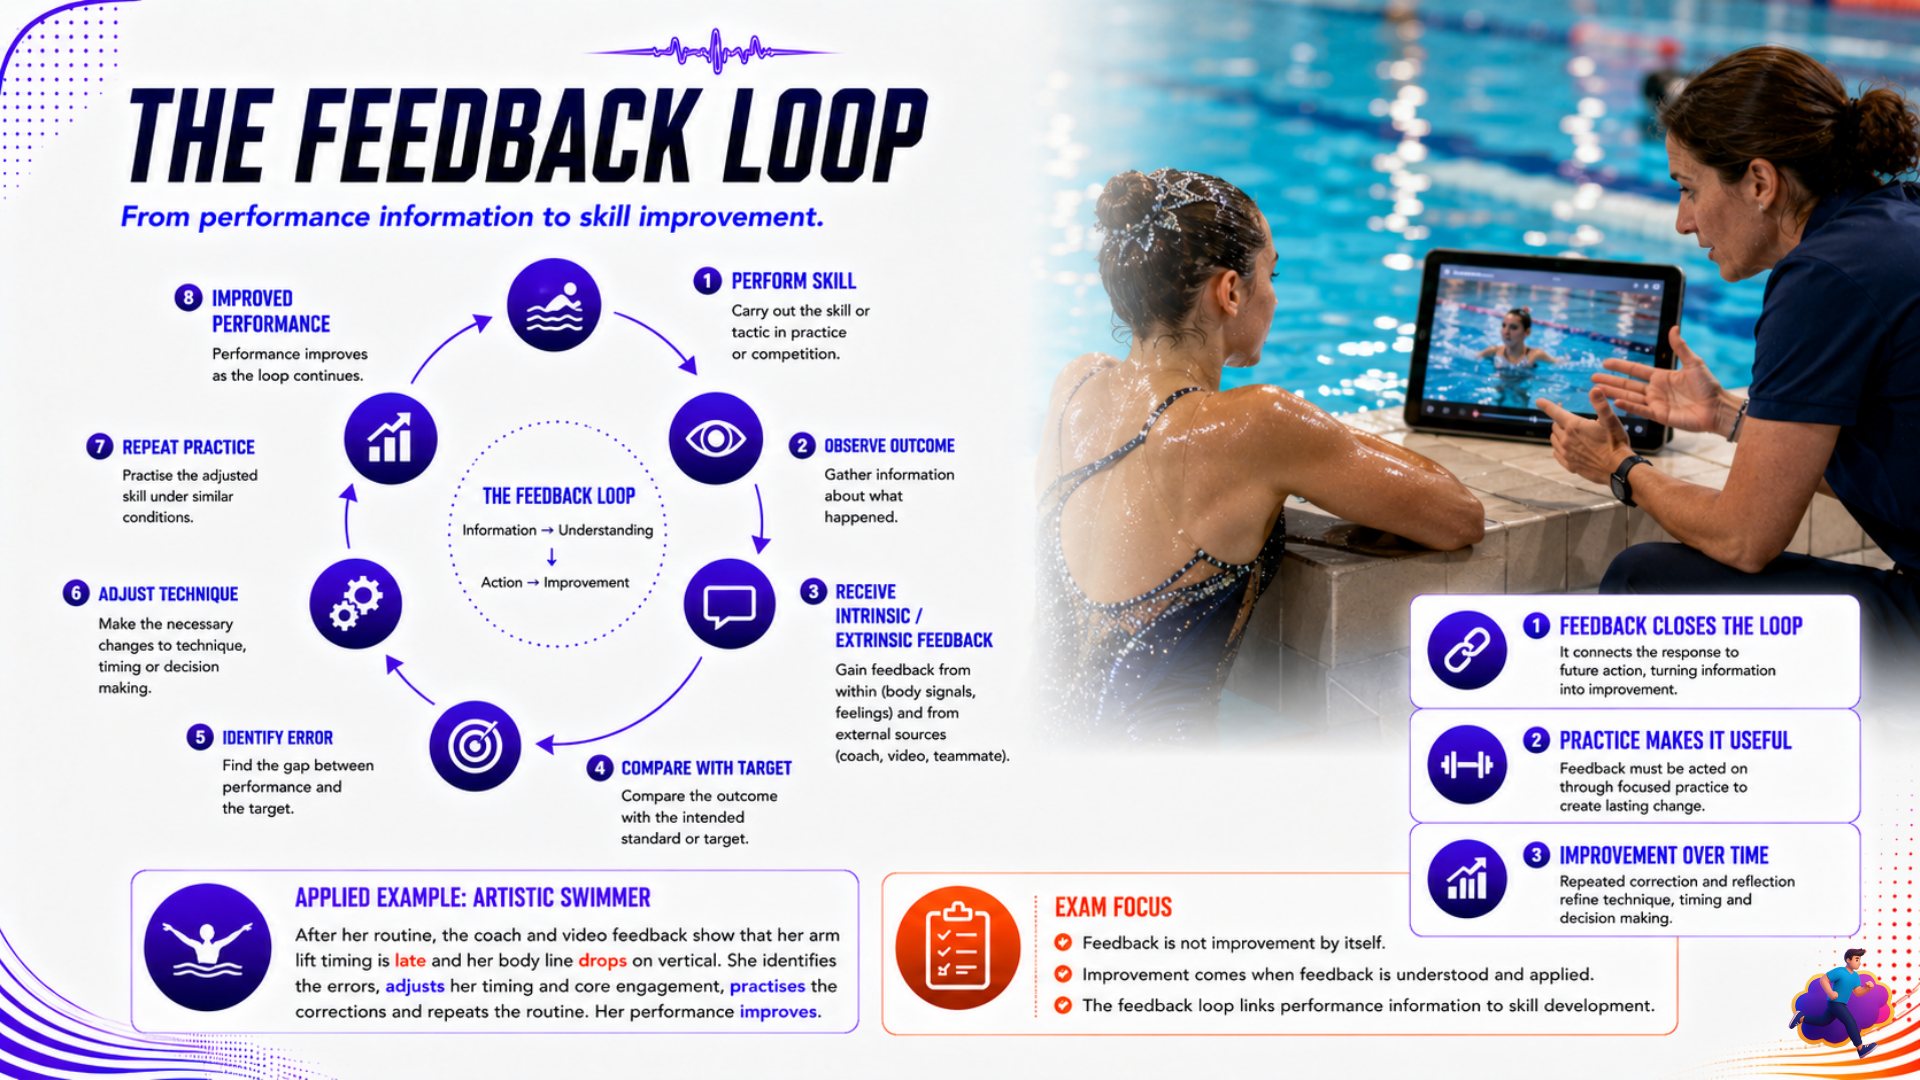 THE FEEDBACK LOOP
From performance information to skill improvement.
1 PERFORM SKILL
Carry out the skill or
tactic in practice
or competition.
2 OBSERVE OUTCOME
Gather information
about what
happened.
3 RECEIVE
INTRINSIC /
EXTRINSIC FEEDBACK
Gain feedback from
within (body signals,
feelings) and from
external sources
(coach, video, teammate).
4 COMPARE WITH TARGET
Compare the outcome
with the intended
standard or target.
5 IDENTIFY ERROR
Find the gap between
performance and
the target.
6 ADJUST TECHNIQUE
Make the necessary
changes to technique,
timing or decision
making.
7 REPEAT PRACTICE
Practise the adjusted
skill under similar
conditions.
8 IMPROVED
PERFORMANCE
Performance improves
as the loop continues.
THE FEEDBACK LOOP
Information → Understanding
↓
Action → Improvement
1 FEEDBACK CLOSES THE LOOP
It connects the response to
future action, turning information
into improvement.
2 PRACTICE MAKES IT USEFUL
Feedback must be acted on
through focused practice to
create lasting change.
3 IMPROVEMENT OVER TIME
Repeated correction and reflection
refine technique, timing and
decision making.
APPLIED EXAMPLE: ARTISTIC SWIMMER
After her routine, the coach and video feedback show that her arm
lift timing is late and her body line drops on vertical. She identifies
the errors, adjusts her timing and core engagement, practises the
corrections and repeats the routine. Her performance improves.
EXAM FOCUS
Feedback is not improvement by itself.
Improvement comes when feedback is understood and applied.
The feedback loop links performance information to skill development.